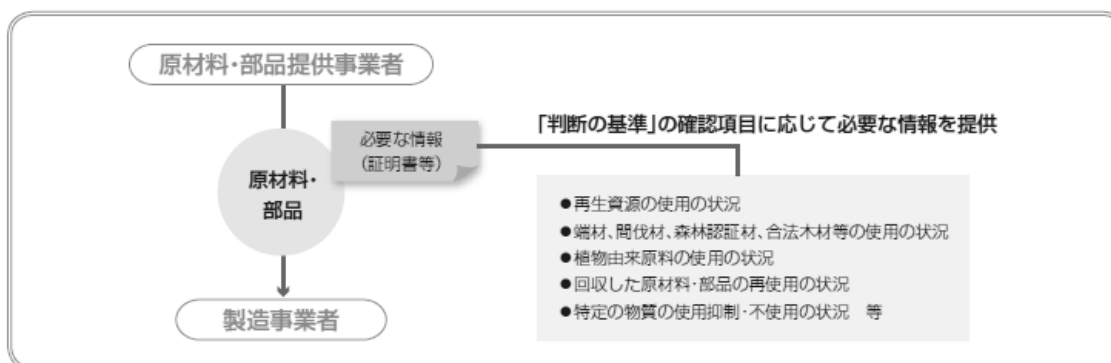 原材料・部品提供事業者
必要な情報
(証明書等)
「判断の基準」の確認項目に応じて必要な情報を提供
原材料・
部品
●再生資源の使用の状況
●端材、間伐材、森林認証材、合法木材等の使用の状況
●植物由来原料の使用の状況
●回収した原材料・部品の再使用の状況
●特定の物質の使用抑制・不使用の状況　等
製造事業者